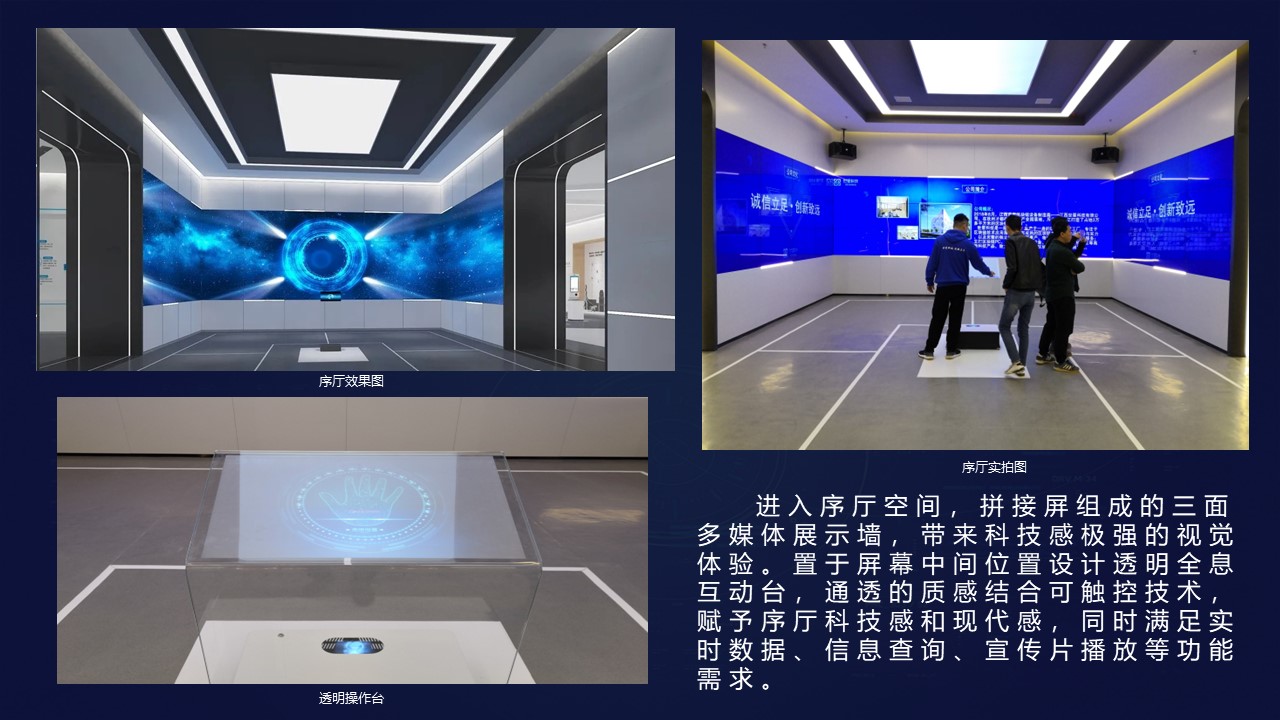 诚信立足·创新致远
公司简介
诚信立足·创新致远
序厅效果图
序厅实拍图
透明操作台
进入序厅空间，拼接屏组成的三面
多媒体展示墙，带来科技感极强的视觉
体验。置于屏幕中间位置设计透明全息
互动台，通透的质感结合可触控技术，
赋予序厅科技感和现代感，同时满足实
时数据、信息查询、宣传片播放等功能
需求。